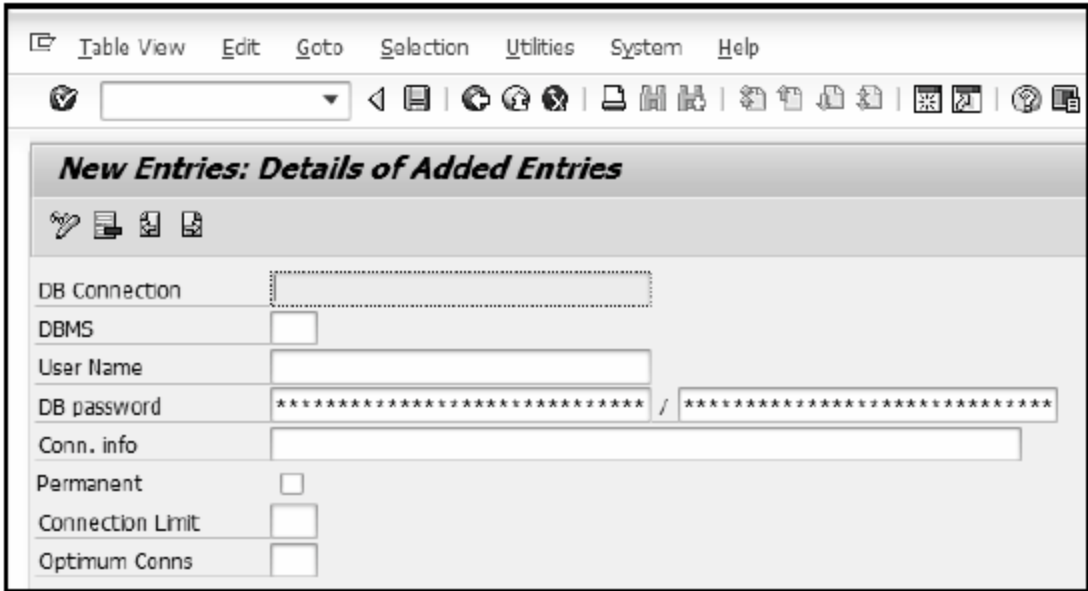 Table View Edit Goto Selection Utilities System Help
New Entries: Details of Added Entries
DB Connection
DBMS
User Name
DB password ****************************** / ******************************
Conn. info
Permanent
Connection Limit
Optimum Conns